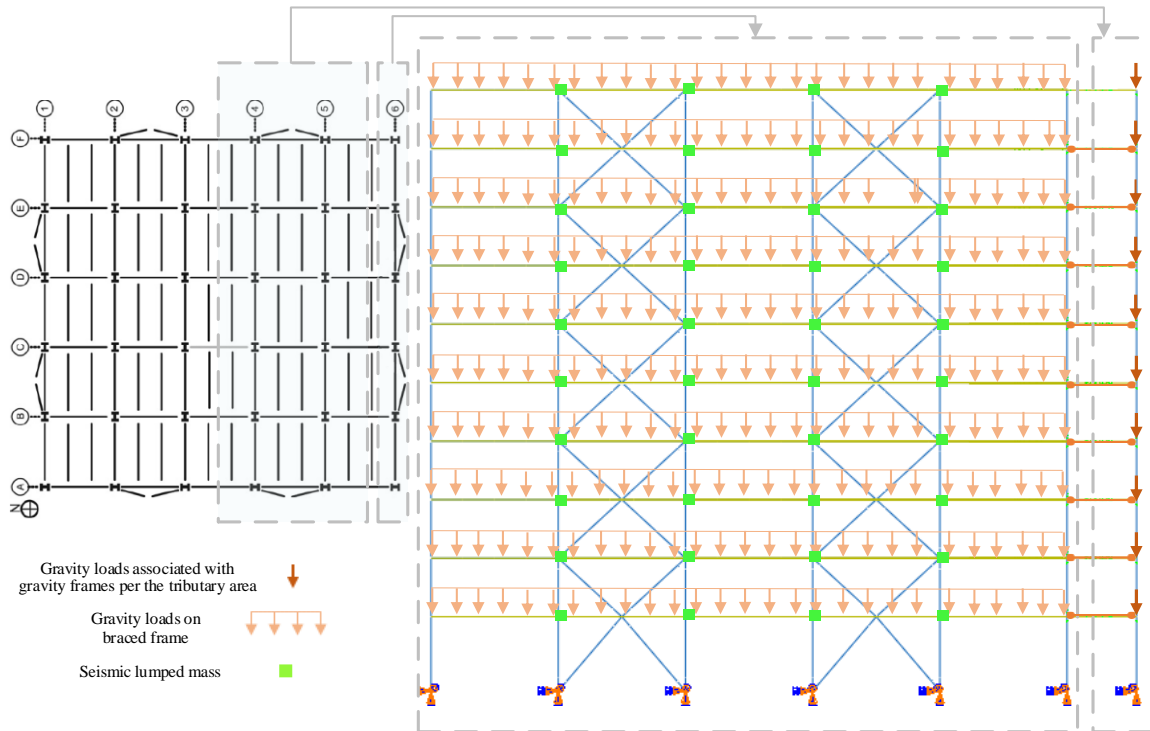 1
2
3
4
5
6
F
E
D
C
B
A
N
Gravity loads associated with
gravity frames per the tributary area
Gravity loads on
braced frame
Seismic lumped mass